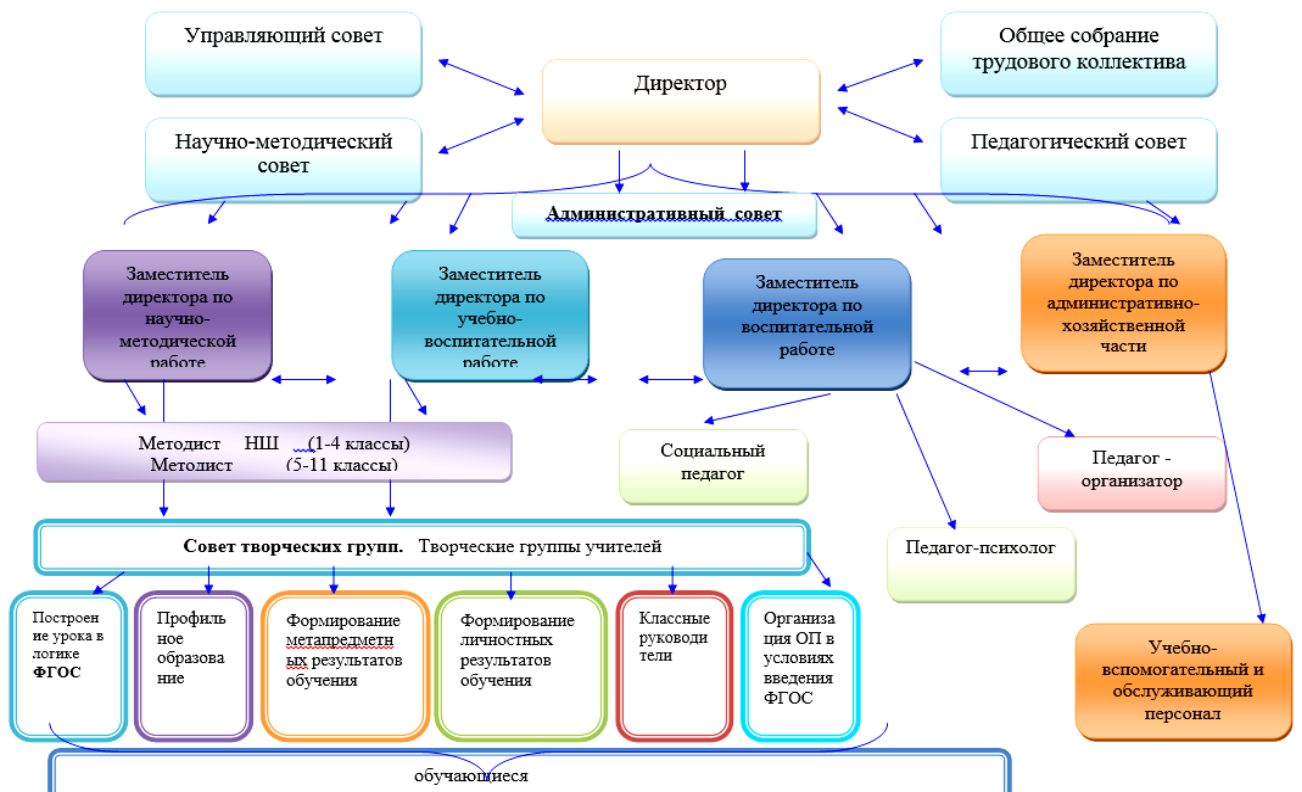 Управляющий совет
Общее собрание
трудового коллектива
Директор
Научно-методический
совет
Педагогический совет
Административный совет
Заместитель
директора по
научно-
методической
работе
Заместитель
директора по
учебно-
воспитательной
работе
Заместитель
директора по
воспитательной
работе
Заместитель
директора по
административно-
хозяйственной
части
Методист НШ (1-4 классы)
Методист (5-11 классы)
Социальный
педагог
Педагог -
организатор
Совет творческих групп. Творческие группы учителей
Педагог-психолог
Построен
ие урока в
логике
ФГОС
Профиль
ное
образова
ние
Формирование
метапредметн
ых результатов
обучения
Формирование
личностных
результатов
обучения
Классные
руководи
тели
Организа
ция ОП в
условиях
введения
ФГОС
Учебно-
вспомогательный и
обслуживающий
персонал
обучающиеся